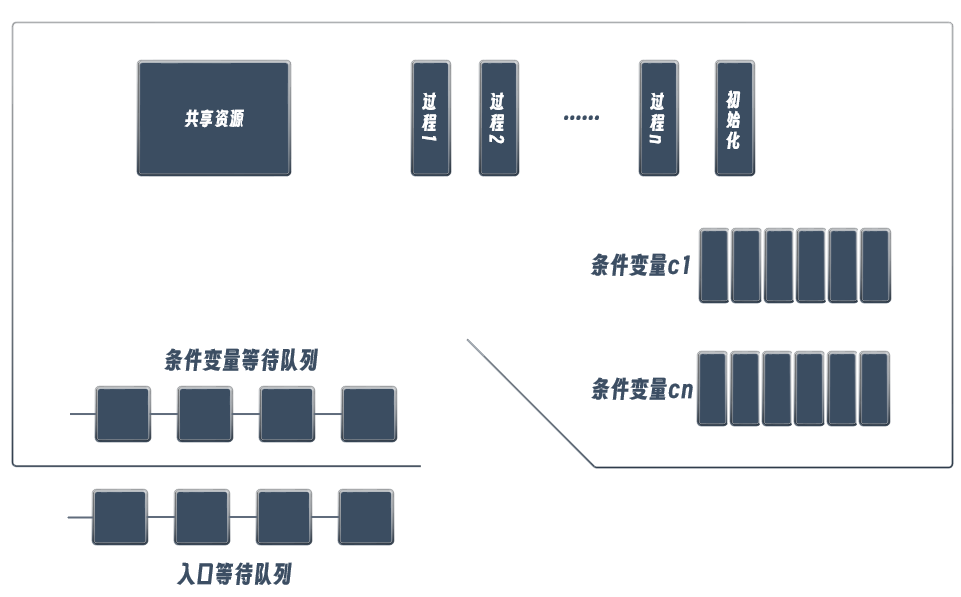 共享资源
过程1
过程2
......
过程n
初始化
条件变量c1
条件变量等待队列
条件变量cn
入口等待队列